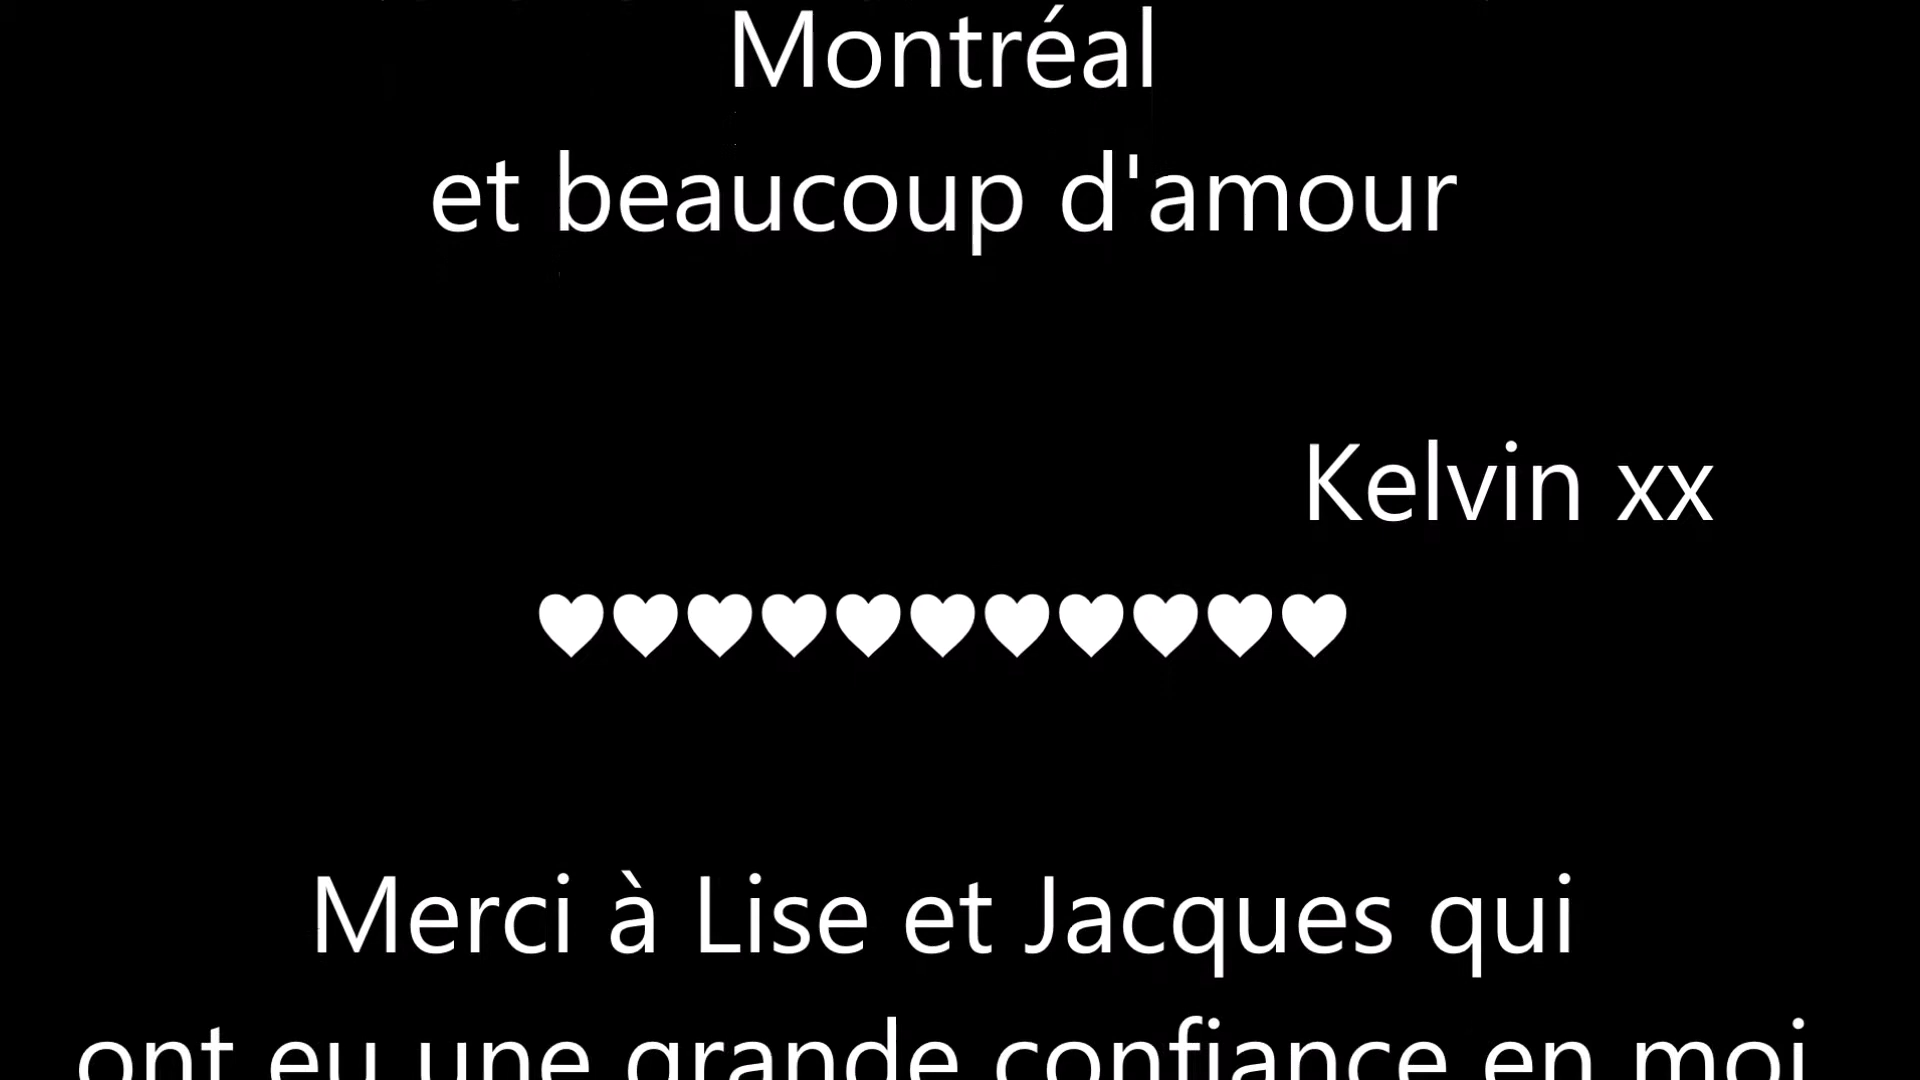 Montréal
et beaucoup d'amour
Kelvin xx
♥♥♥♥♥♥♥♥♥♥♥
Merci à Lise et Jacques qui
ont eu une grande confiance en moi